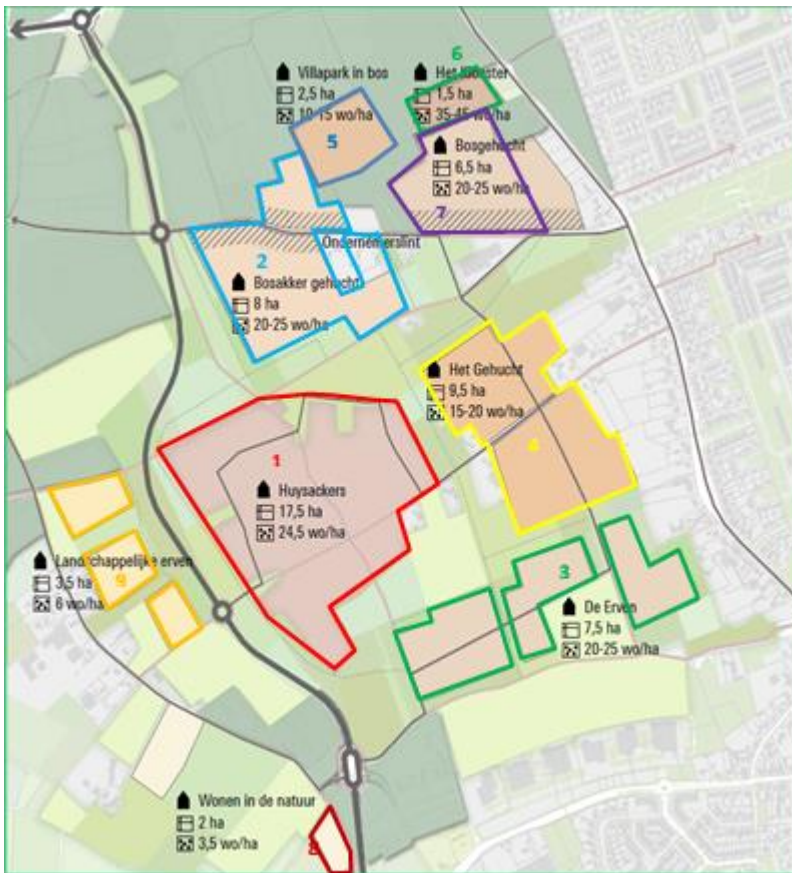 6
Villapark in bos
2,5 ha
10-15 wo/ha
5
Het Klooster
1,5 ha
35-45 wo/ha
Bosgehucht
6,5 ha
20-25 wo/ha
7
Ondernemerslint
2
Bosakker gehucht
8 ha
20-25 wo/ha
Het Gehucht
9,5 ha
15-20 wo/ha
4
1
Huysackers
17,5 ha
24,5 wo/ha
Landschappelijke erven
9
3,5 ha
6 wo/ha
3
De Erven
7,5 ha
20-25 wo/ha
Wonen in de natuur
2 ha
3,5 wo/ha
8